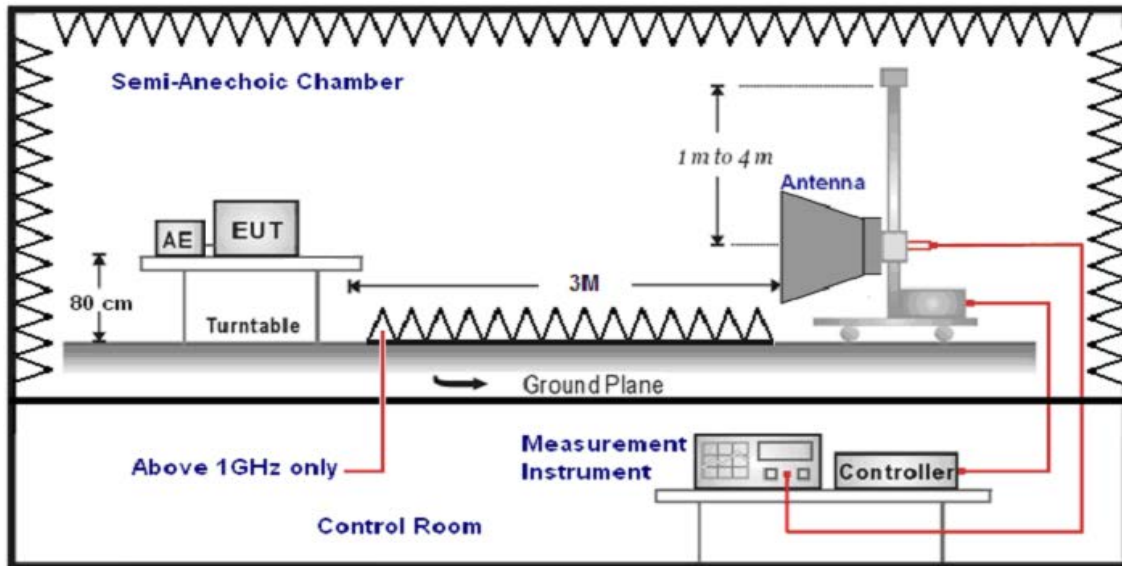 Semi-Anechoic Chamber
1 m to 4 m
Antenna
AE
EUT
80 cm
3M
Turntable
Ground Plane
Above 1GHz only
Measurement
Instrument
Controller
Control Room